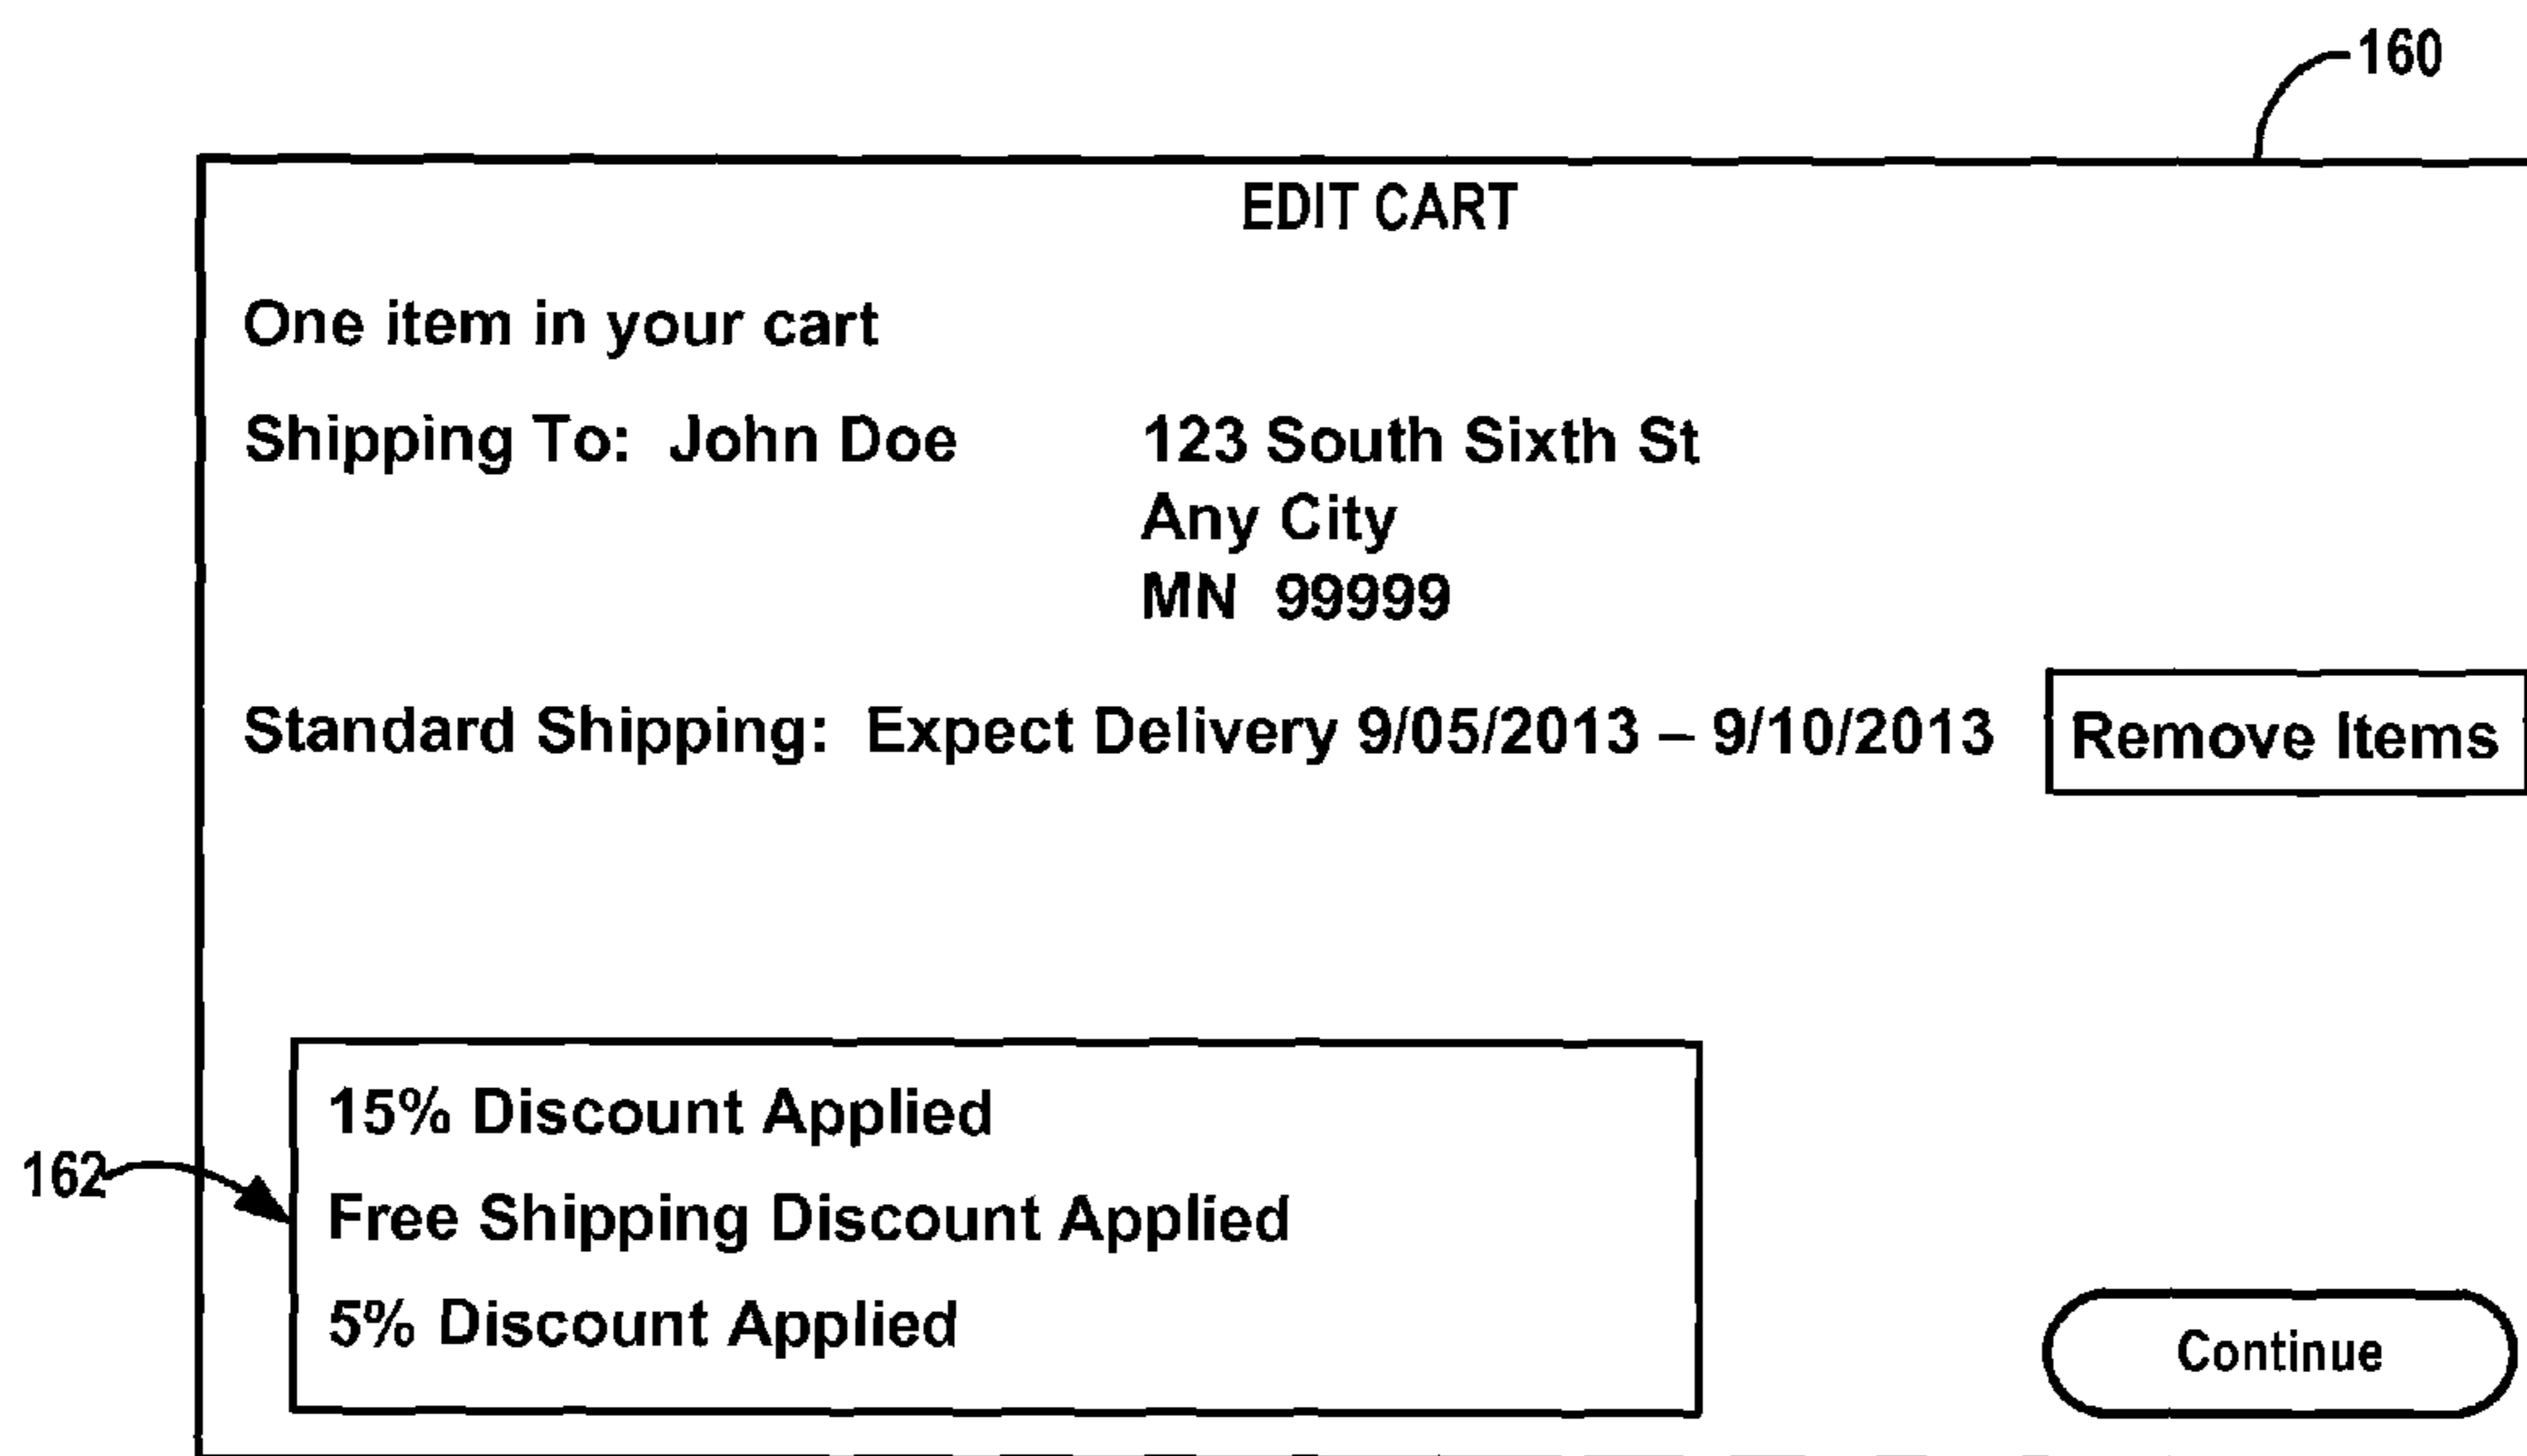 160
EDIT CART
One item in your cart
Shipping To: John Doe 123 South Sixth St
Any City
MN 99999
Standard Shipping: Expect Delivery 9/05/2013 – 9/10/2013 Remove Items
15% Discount Applied
162 Free Shipping Discount Applied
5% Discount Applied
Continue